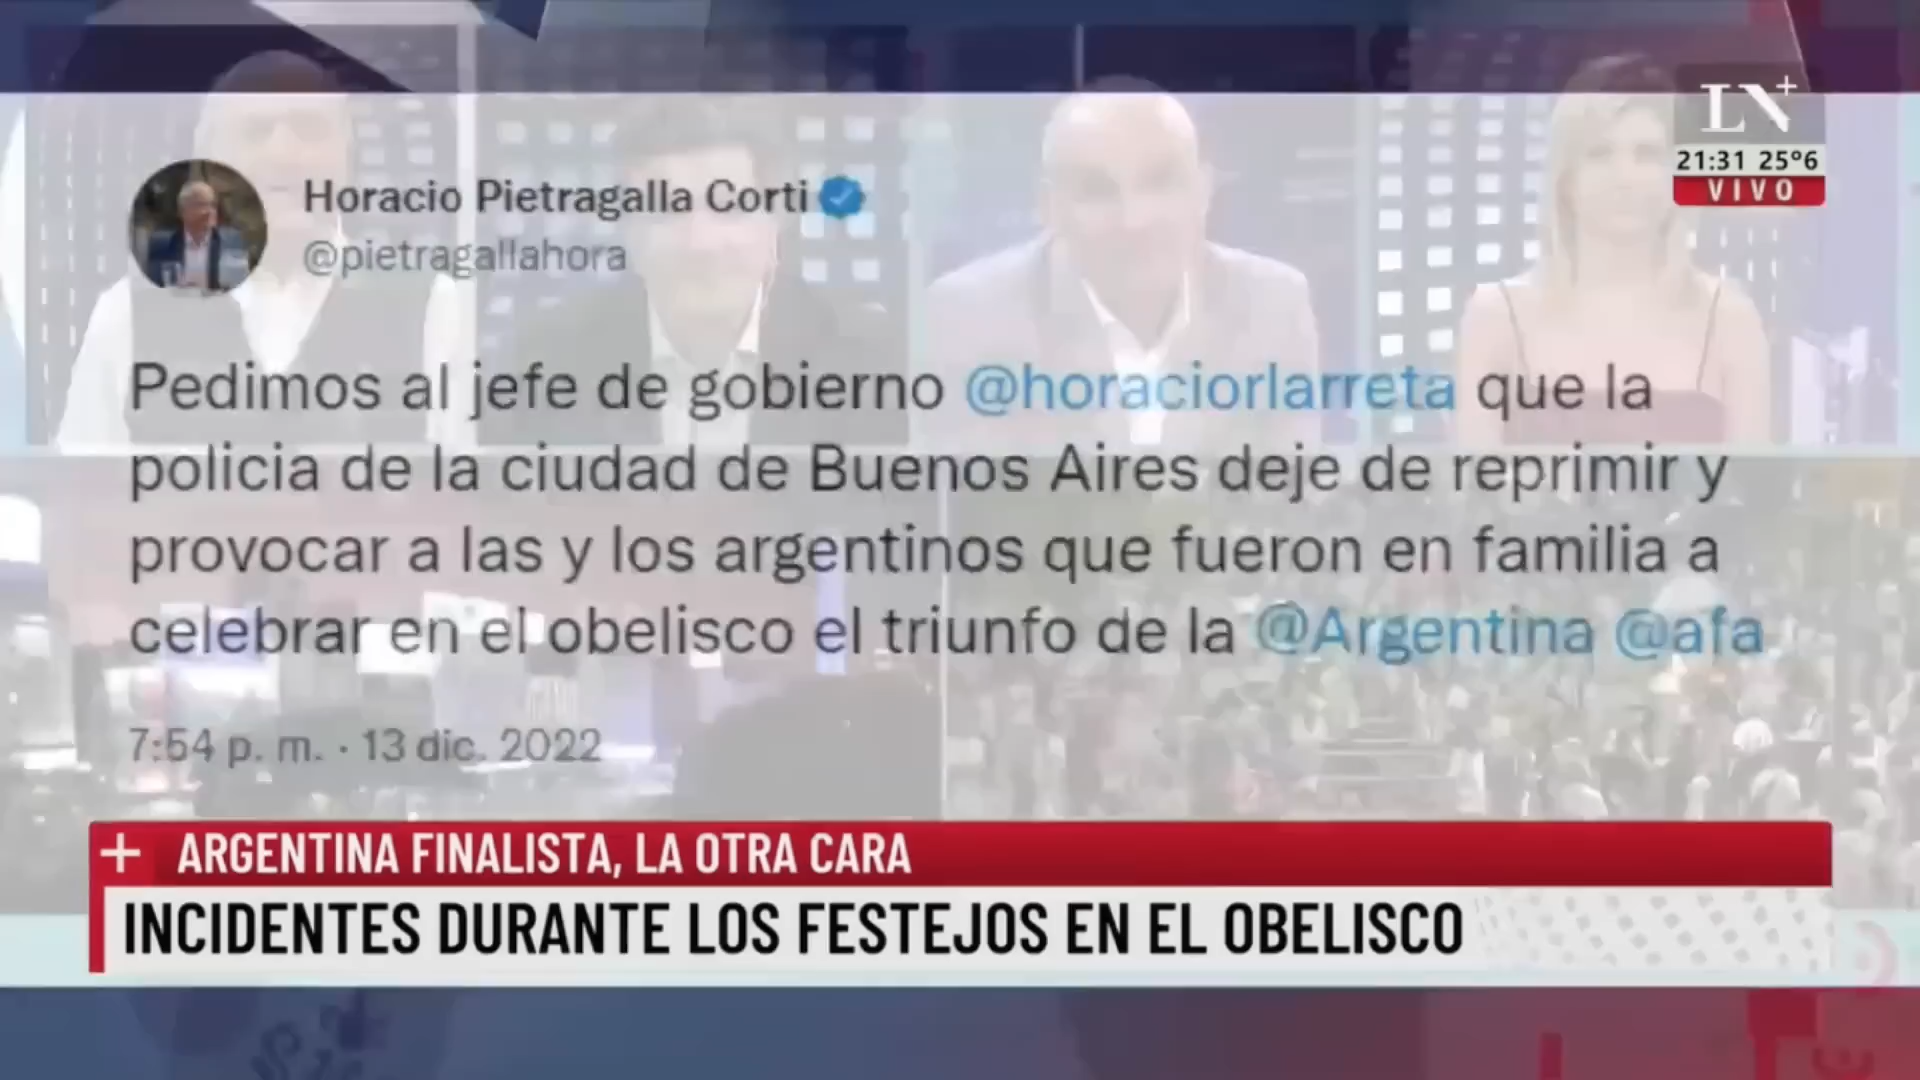 LN+
21:31 25°6
VIVO
Horacio Pietragalla Corti
@pietragallahora
Pedimos al jefe de gobierno @horaciorlarreta que la
policia de la ciudad de Buenos Aires deje de reprimir y
provocar a las y los argentinos que fueron en familia a
celebrar en el obelisco el triunfo de la @Argentina @afa
7:54 p. m. · 13 dic. 2022
+ ARGENTINA FINALISTA, LA OTRA CARA
INCIDENTES DURANTE LOS FESTEJOS EN EL OBELISCO